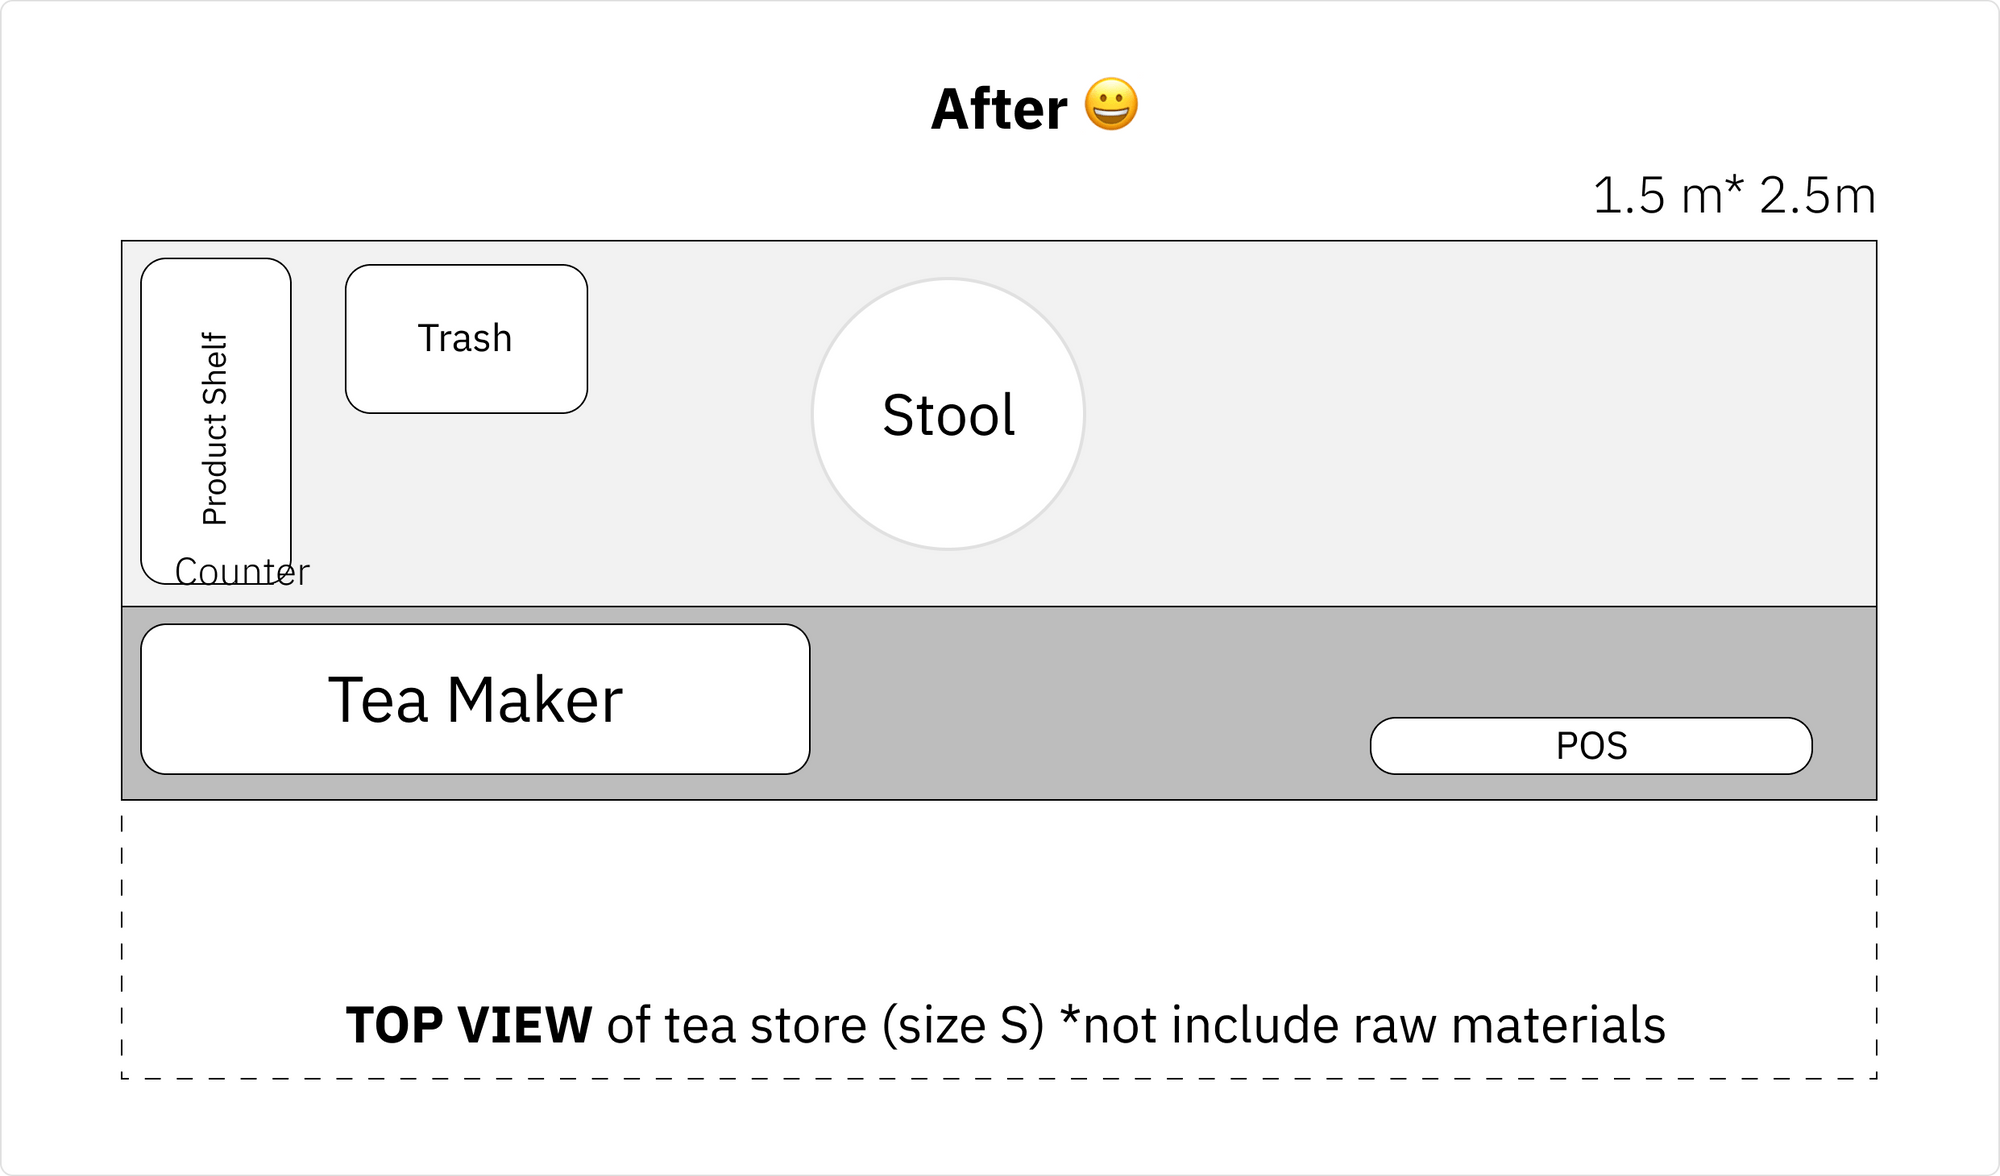 After 😀
1.5 m* 2.5m
Product Shelf
Trash
Stool
Counter
Tea Maker
POS
TOP VIEW of tea store (size S) *not include raw materials